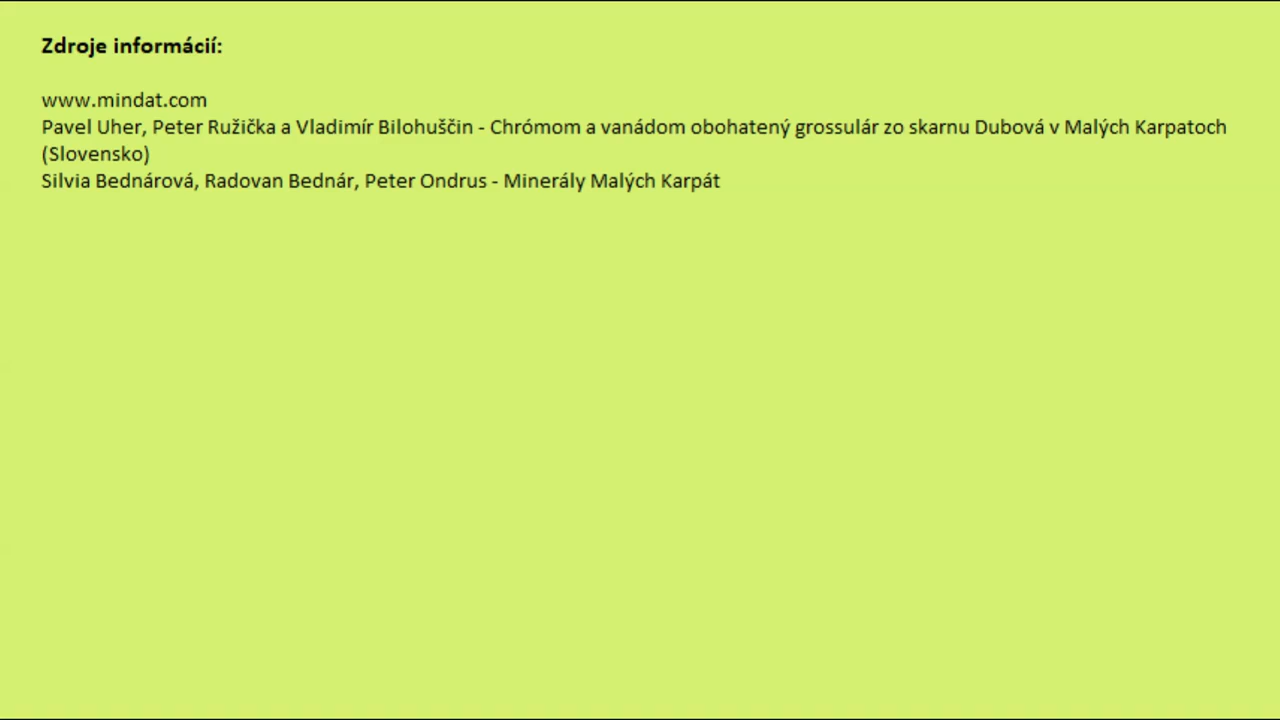 Zdroje informácií:
www.mindat.com
Pavel Uher, Peter Ružička a Vladimír Bilohuščin - Chrómom a vanádom obohatený grossulár zo skarnu Dubová v Malých Karpatoch
(Slovensko)
Silvia Bednárová, Radovan Bednár, Peter Ondrus - Minerály Malých Karpát